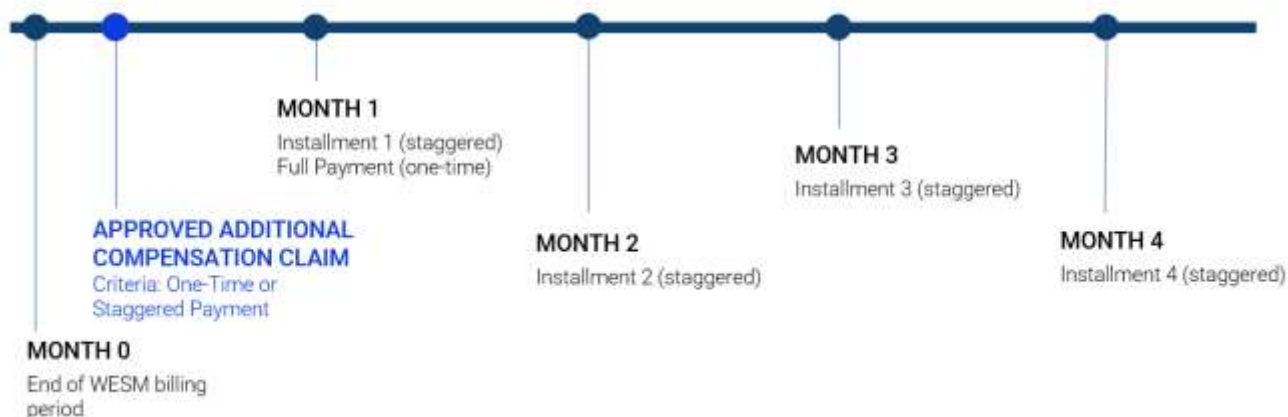 MONTH 1
Installment 1 (staggered)
Full Payment (one-time)
MONTH 3
Installment 3 (staggered)
APPROVED ADDITIONAL
COMPENSATION CLAIM
Criteria: One-Time or
Staggered Payment
MONTH 2
Installment 2 (staggered)
MONTH 4
Installment 4 (staggered)
MONTH 0
End of WESM billing
period